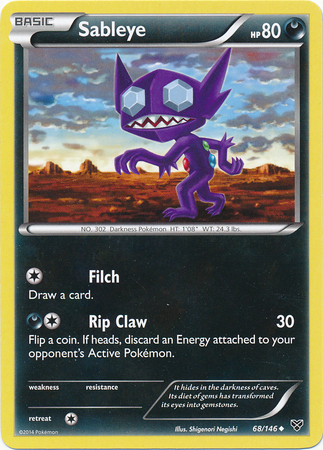 BASIC
Sableye
HP80
NO. 302 Darkness Pokémon HT: 1'08" WT: 24.3 lbs.
Filch
Draw a card.
Rip Claw 30
Flip a coin. If heads, discard an Energy attached to your
opponent's Active Pokémon.
weakness resistance
retreat
It hides in the darkness of caves.
Its diet of gems has transformed
its eyes into gemstones.
©2014 Pokémon
Illus. Shigenori Negishi
68/146
XY